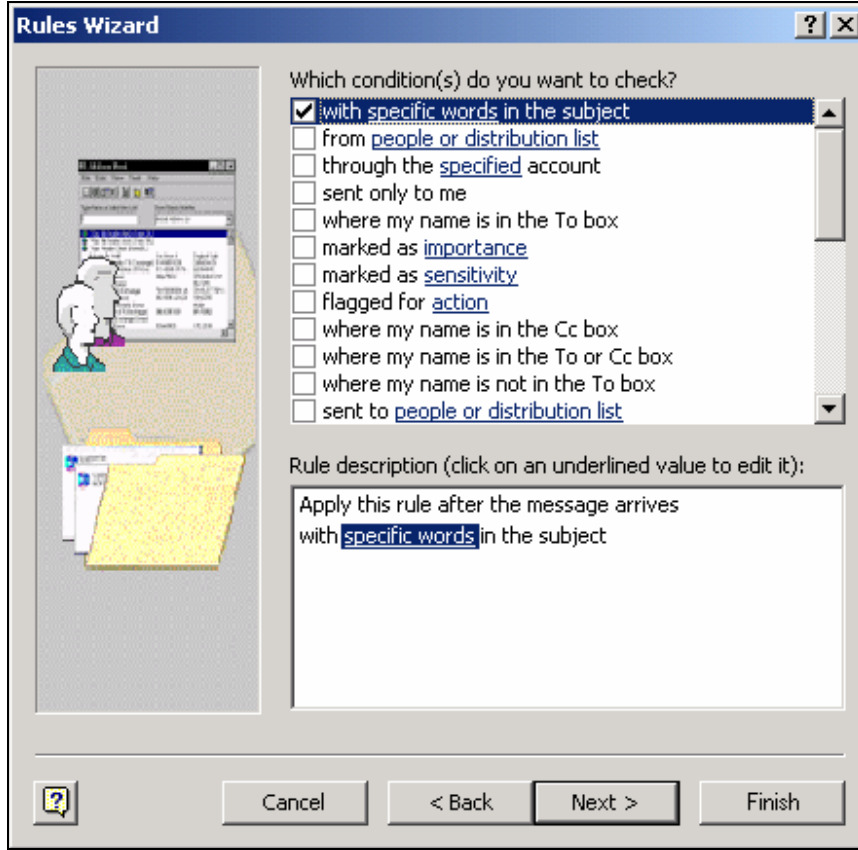 Rules Wizard
Which condition(s) do you want to check?
with specific words in the subject
from people or distribution list
through the specified account
sent only to me
where my name is in the To box
marked as importance
marked as sensitivity
flagged for action
where my name is in the Cc box
where my name is in the To or Cc box
where my name is not in the To box
sent to people or distribution list
Rule description (click on an underlined value to edit it):
Apply this rule after the message arrives
with specific words in the subject
Cancel
< Back
Next >
Finish